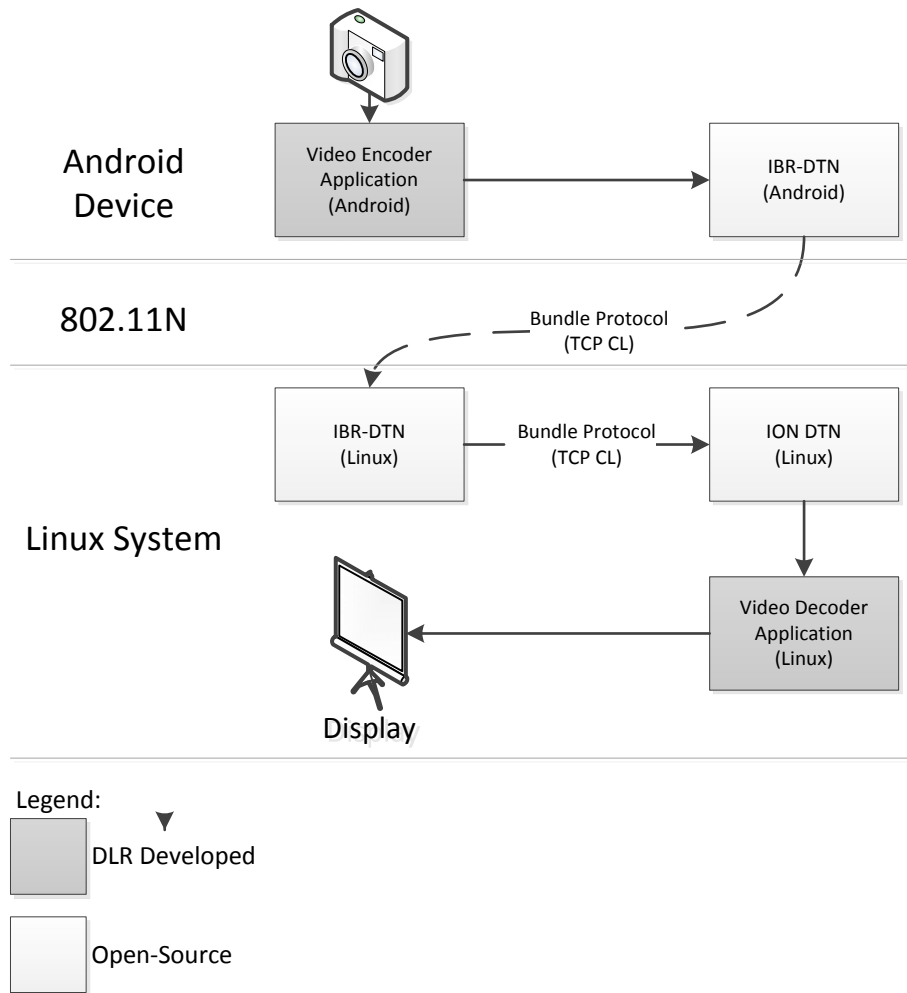 Android
Device
Video Encoder
Application
(Android)
IBR-DTN
(Android)
802.11N
Bundle Protocol
(TCP CL)
Linux System
IBR-DTN
(Linux)
Bundle Protocol
(TCP CL)
ION DTN
(Linux)
Video Decoder
Application
(Linux)
Display
Legend:
DLR Developed
Open-Source